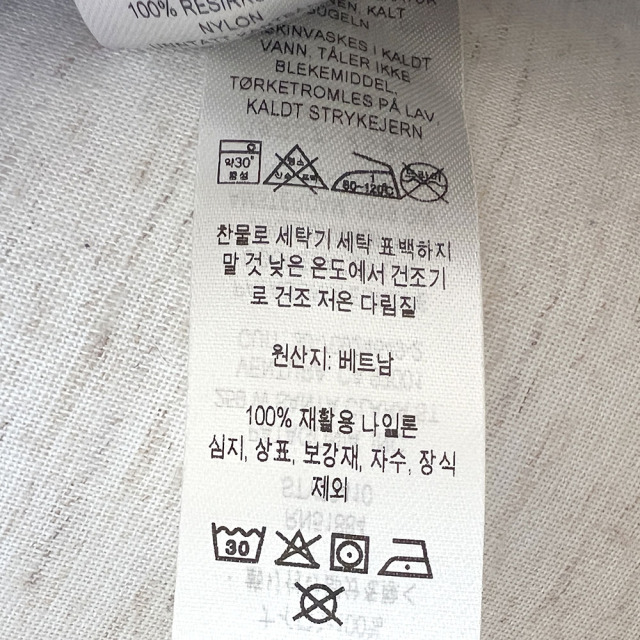 100%
NYLON
KALT
I KALDT
VANN, TÅLER IKKE
BLEKEMIDDEL,
TØRKETROMLES PÅ LAV,
KALDT STRYKEJERN
약30°
중성
80~120℃
찬물로 세탁기 세탁 표백하지
말 것 낮은 온도에서 건조기
로 건조 저온 다림질
원산지: 베트남
100% 재활용 나일론
심지, 상표, 보강재, 자수, 장식
제외
30